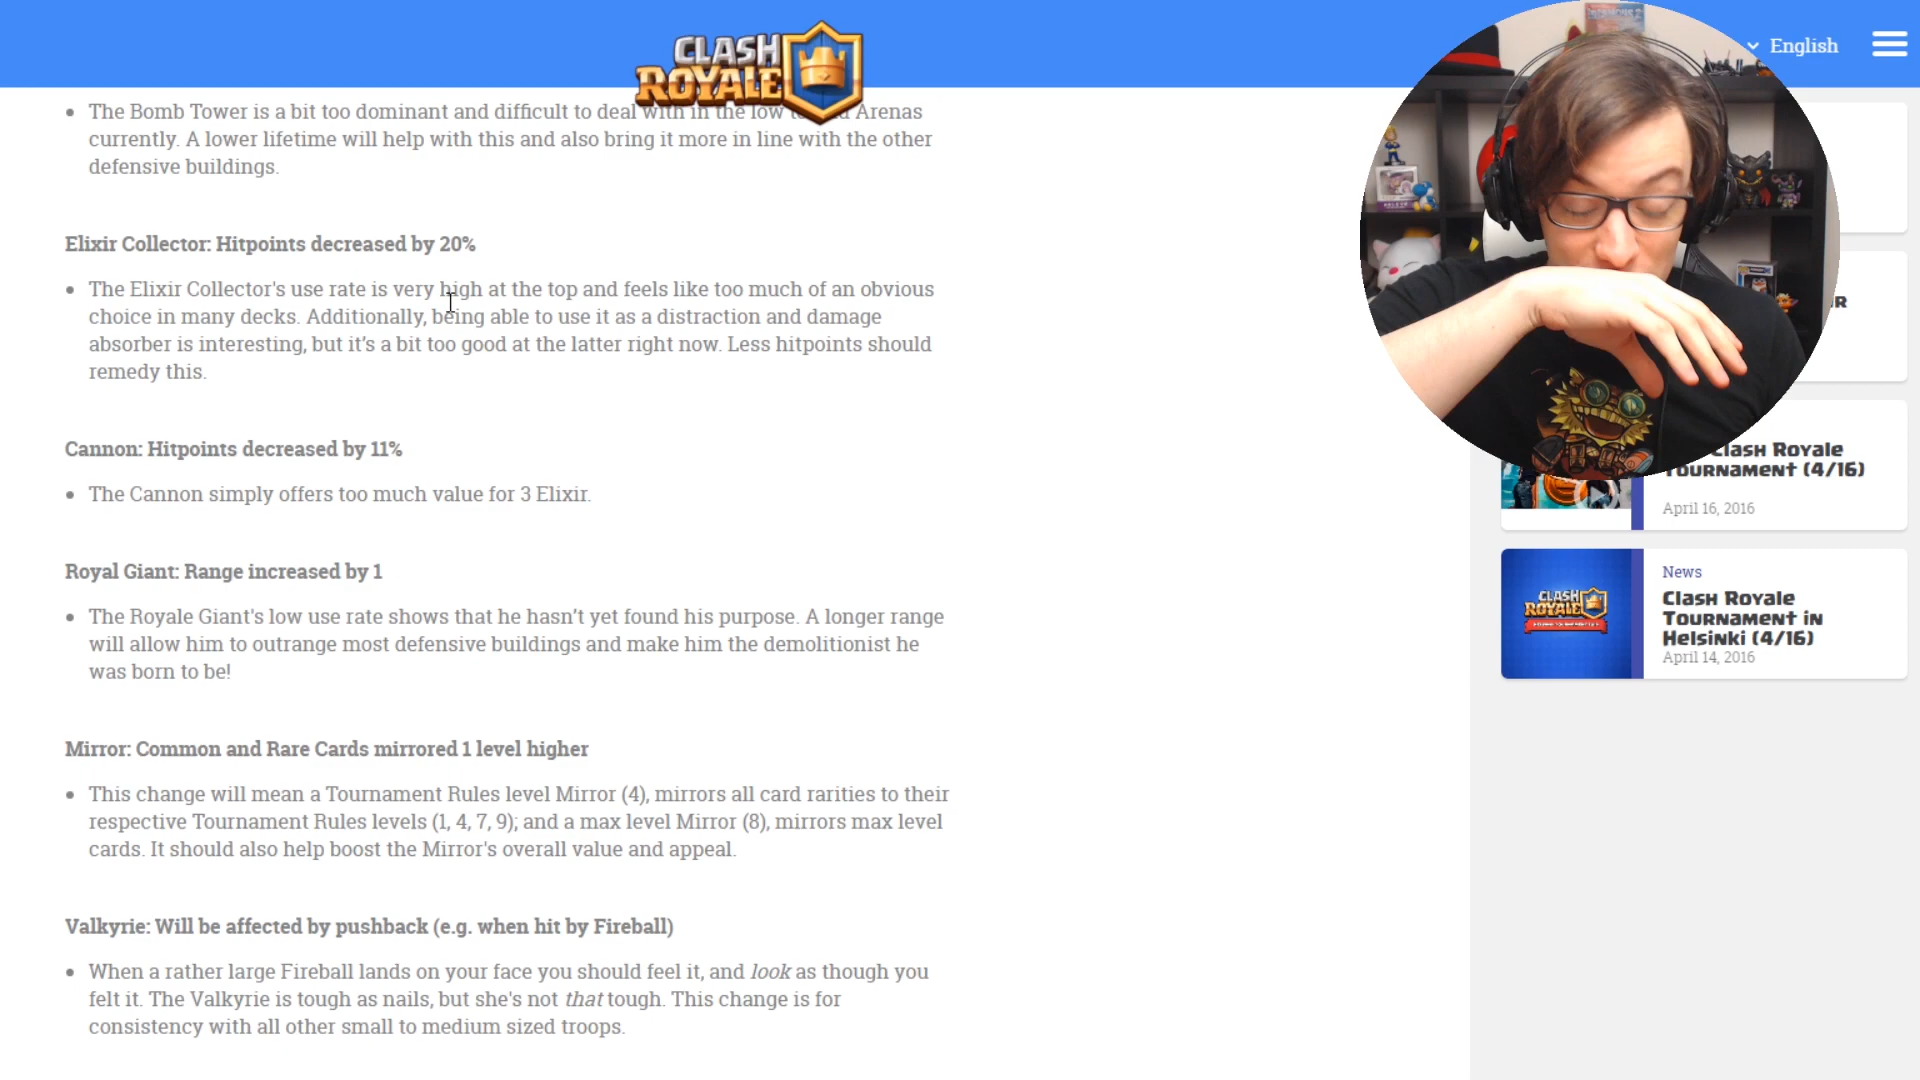 CLASH
ROYALE
English
The Bomb Tower is a bit too dominant and difficult to deal with in the low Arenas
currently. A lower lifetime will help with this and also bring it more in line with the other
defensive buildings.
Elixir Collector: Hitpoints decreased by 20%
The Elixir Collector's use rate is very high at the top and feels like too much of an obvious
choice in many decks. Additionally, being able to use it as a distraction and damage
absorber is interesting, but it's a bit too good at the latter right now. Less hitpoints should
remedy this.
Cannon: Hitpoints decreased by 11%
The Cannon simply offers too much value for 3 Elixir.
Royal Giant: Range increased by 1
The Royale Giant's low use rate shows that he hasn't yet found his purpose. A longer range
will allow him to outrange most defensive buildings and make him the demolitionist he
was born to be!
Mirror: Common and Rare Cards mirrored 1 level higher
This change will mean a Tournament Rules level Mirror (4), mirrors all card rarities to their
respective Tournament Rules levels (1, 4, 7, 9); and a max level Mirror (8), mirrors max level
cards. It should also help boost the Mirror's overall value and appeal.
Valkyrie: Will be affected by pushback (e.g. when hit by Fireball)
When a rather large Fireball lands on your face you should feel it, and look as though you
felt it. The Valkyrie is tough as nails, but she's not that tough. This change is for
consistency with all other small to medium sized troops.
Clash Royale
Tournament (4/16)
April 16, 2016
CLASH
ROYALE
News
Clash Royale
Tournament in
Helsinki (4/16)
April 14, 2016